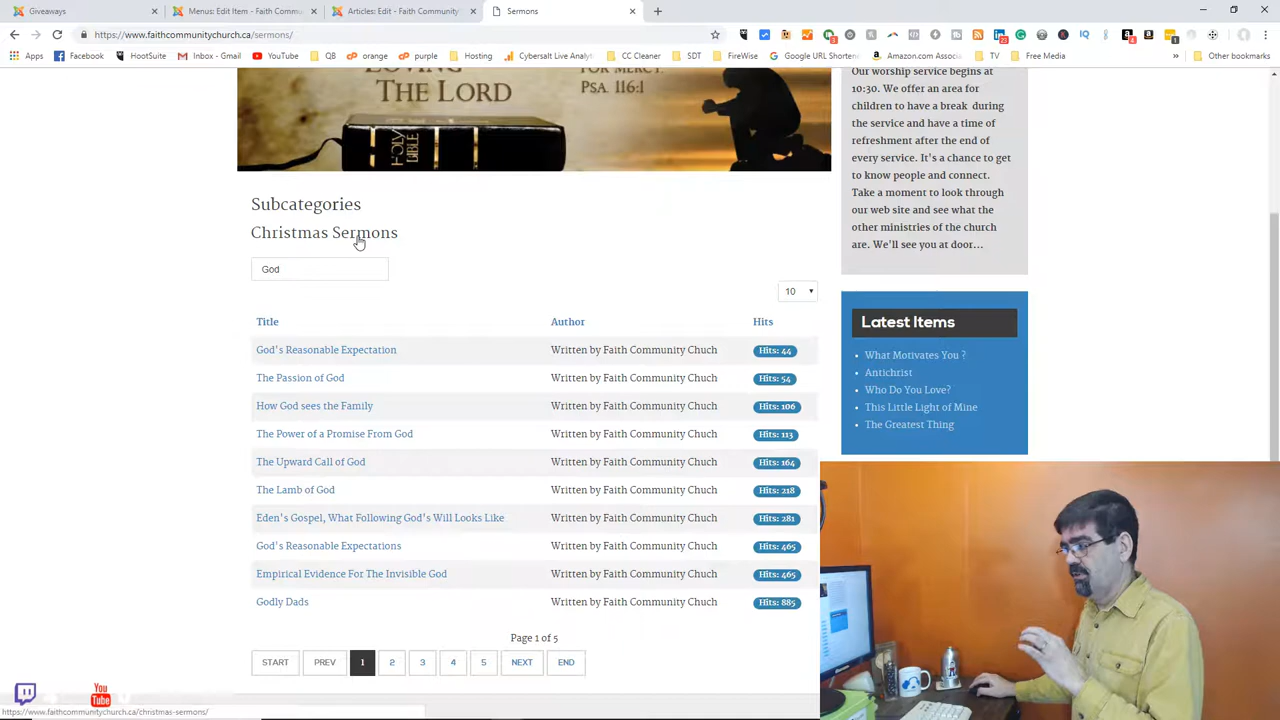 Giveaways
Menus: Edit Item - Faith Commu
Articles: Edit - Faith Community
Sermons
https://www.faithcommunitychurch.ca/sermons/
Apps
Facebook
HootSuite
Inbox - Gmail
YouTube
QB
orange
purple
Hosting
Cybersalt Live Analy
CC Cleaner
SDT
FireWise
Google URL Shortene
Amazon.com Associa
TV
Free Media
»
Other bookmarks
LOVING
THE LORD
FOR MERCY.
PSA. 116:1
HOLY BIBLE
Our worship service begins at
10:30. We offer an area for
children to have a break during
the service and have a time of
refreshment after the end of
every service. It's a chance to get
to know people and connect.
Take a moment to look through
our web site and see what the
other ministries of the church
are. We'll see you at door...
Subcategories
Christmas Sermons
God
10
Title Author Hits
God's Reasonable Expectation Written by Faith Community Chuch Hits: 44
The Passion of God Written by Faith Community Chuch Hits: 54
How God sees the Family Written by Faith Community Chuch Hits: 106
The Power of a Promise From God Written by Faith Community Chuch Hits: 113
The Upward Call of God Written by Faith Community Chuch Hits: 164
The Lamb of God Written by Faith Community Chuch Hits: 218
Eden's Gospel, What Following God's Will Looks Like Written by Faith Community Chuch Hits: 281
God's Reasonable Expectations Written by Faith Community Chuch Hits: 465
Empirical Evidence For The Invisible God Written by Faith Community Chuch Hits: 465
Godly Dads Written by Faith Community Chuch Hits: 885
Page 1 of 5
START PREV 1 2 3 4 5 NEXT END
Latest Items
What Motivates You ?
Antichrist
Who Do You Love?
This Little Light of Mine
The Greatest Thing
You
Tube
https://www.faithcommunitychurch.ca/christmas-sermons/